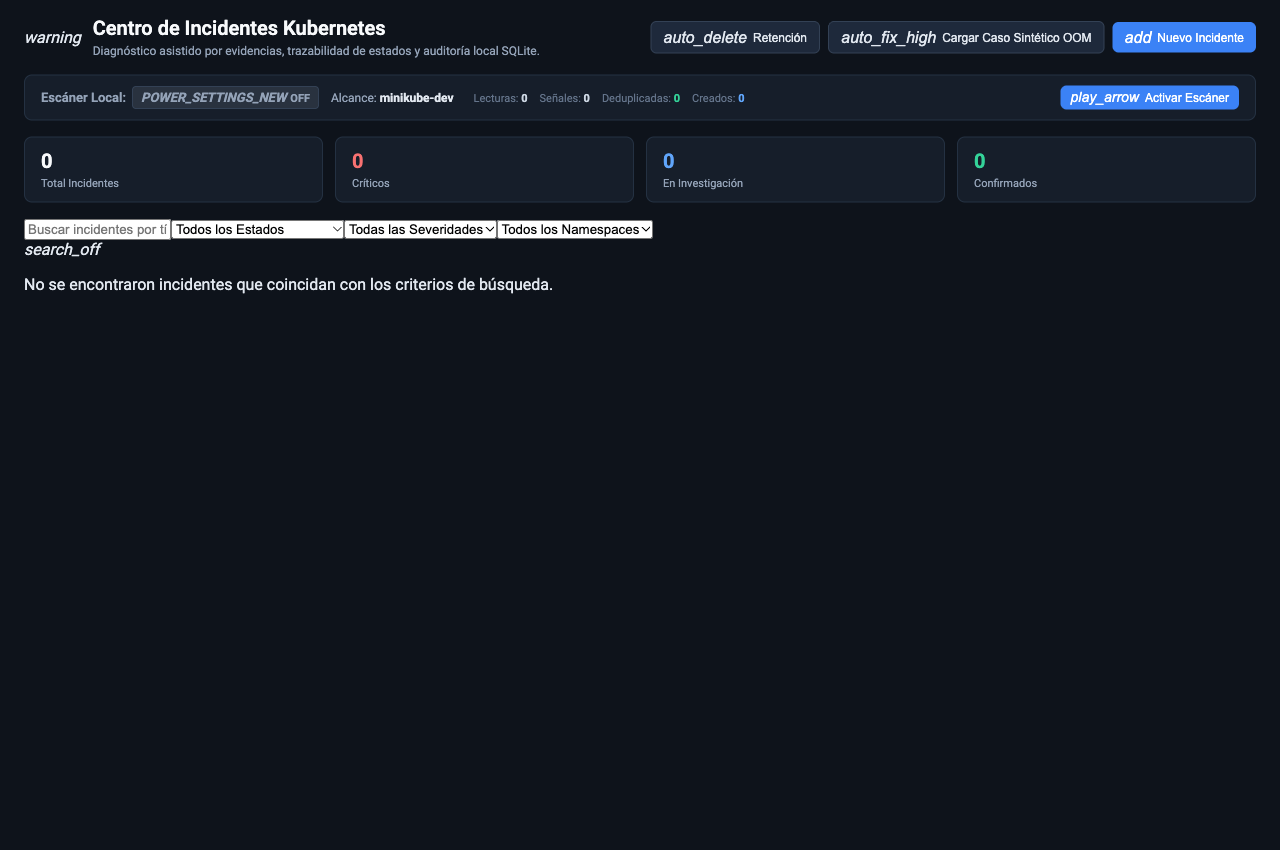 warning Centro de Incidentes Kubernetes
Diagnóstico asistido por evidencias, trazabilidad de estados y auditoría local SQLite.
auto_delete Retención
auto_fix_high Cargar Caso Sintético OOM
add Nuevo Incidente
Escáner Local: POWER_SETTINGS_NEW OFF Alcance: minikube-dev Lecturas: 0 Señales: 0 Deduplicadas: 0 Creados: 0
play_arrow Activar Escáner
0
Total Incidentes
0
Críticos
0
En Investigación
0
Confirmados
Buscar incidentes por tí
Todos los Estados
Todas las Severidades
Todos los Namespaces
search_off
No se encontraron incidentes que coincidan con los criterios de búsqueda.